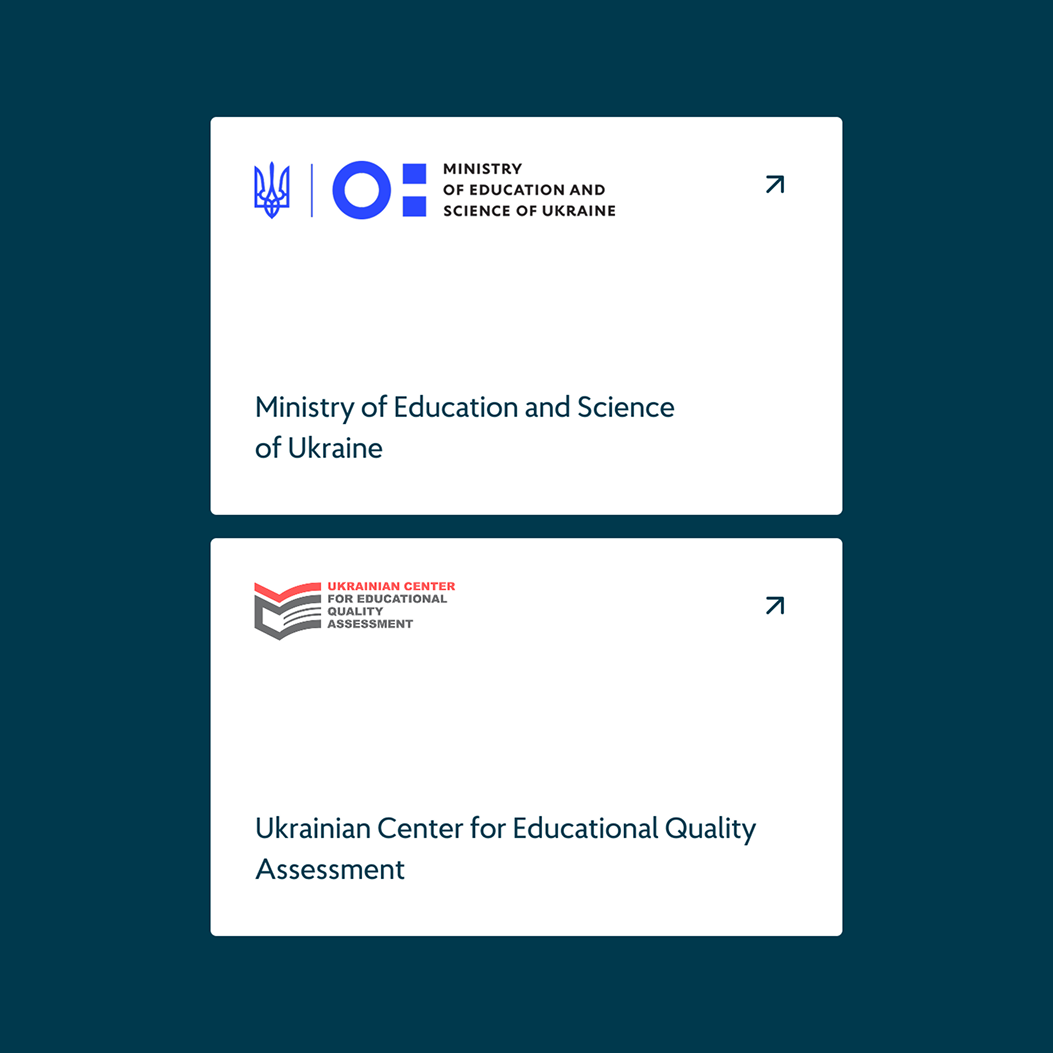 MINISTRY
OF EDUCATION AND
SCIENCE OF UKRAINE
Ministry of Education and Science
of Ukraine
UKRAINIAN CENTER
FOR EDUCATIONAL
QUALITY
ASSESSMENT
Ukrainian Center for Educational Quality
Assessment